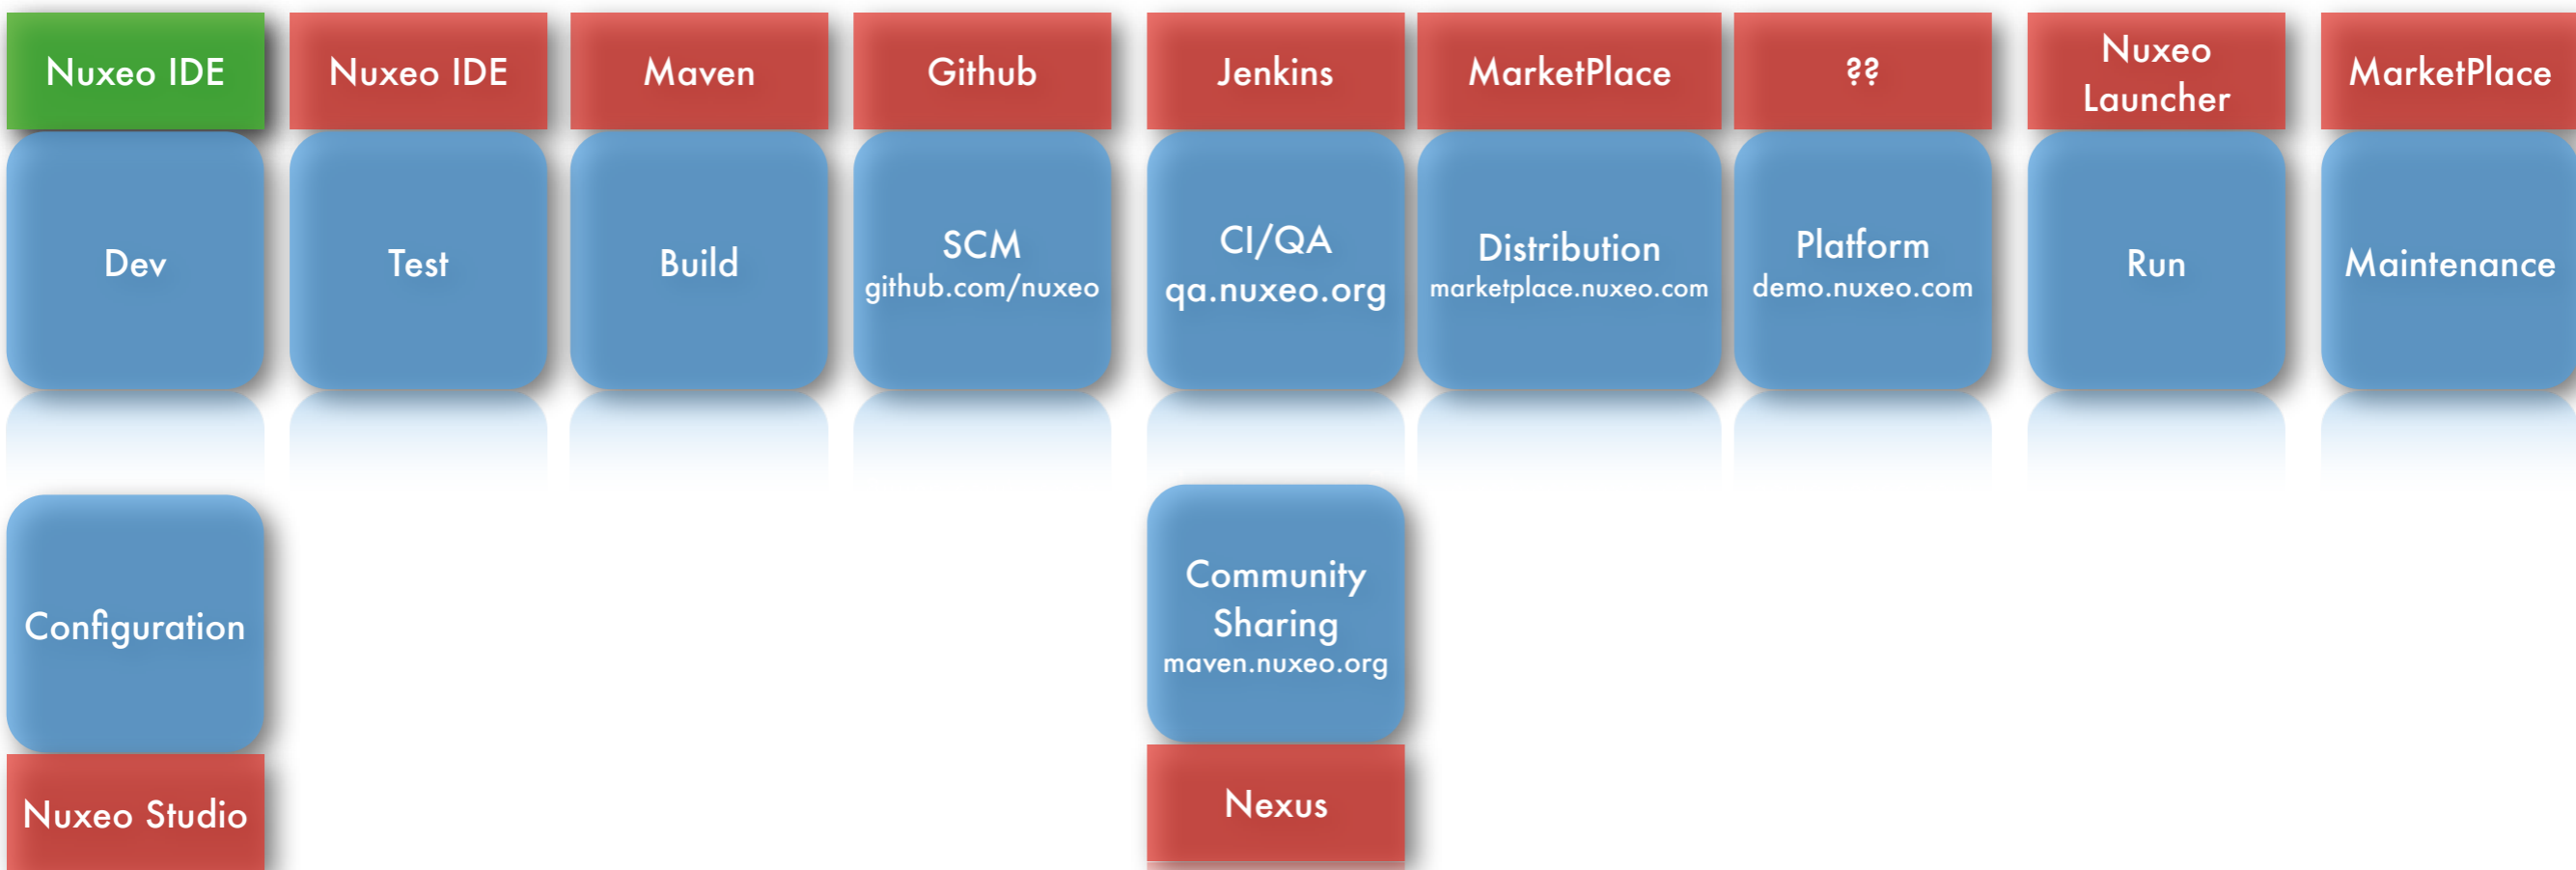 Nuxeo IDE
Nuxeo IDE
Maven
Github
Jenkins
MarketPlace
??
Nuxeo
Launcher
MarketPlace
Dev
Test
Build
SCM
github.com/nuxeo
CI/QA
qa.nuxeo.org
Distribution
marketplace.nuxeo.com
Platform
demo.nuxeo.com
Run
Maintenance
Configuration
Nuxeo Studio
Community
Sharing
maven.nuxeo.org
Nexus